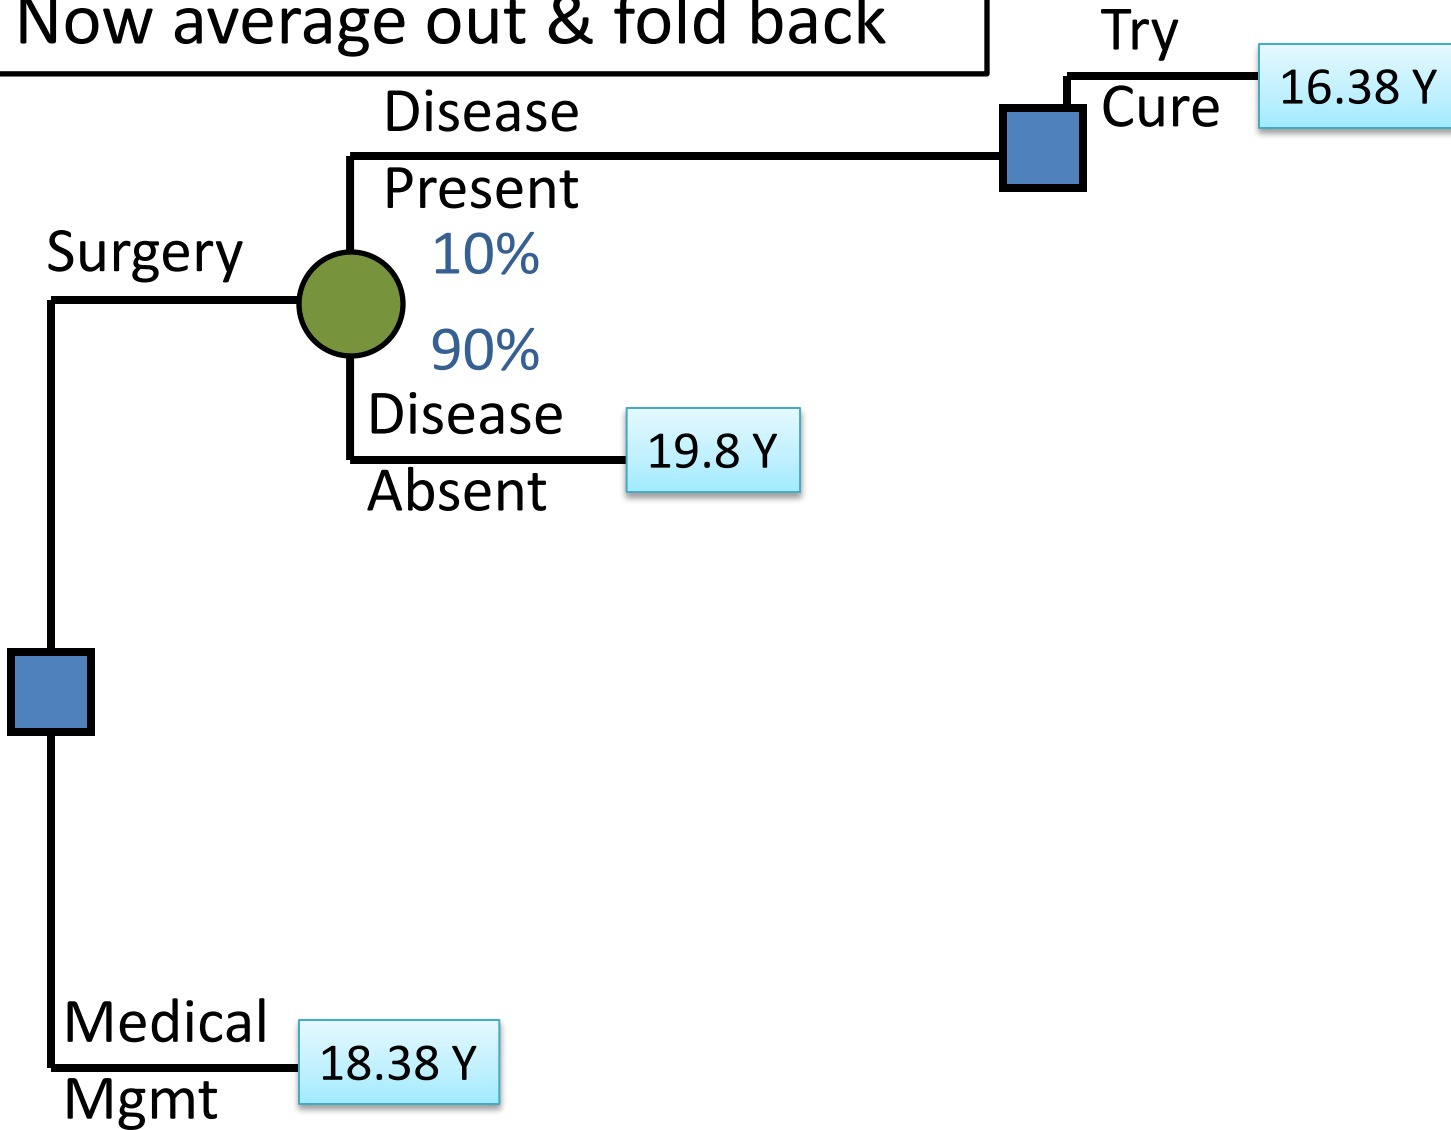 Now average out & fold back
Try
Cure
16.38 Y
Disease
Present
10%
Surgery
90%
Disease
Absent
19.8 Y
Medical
Mgmt
18.38 Y